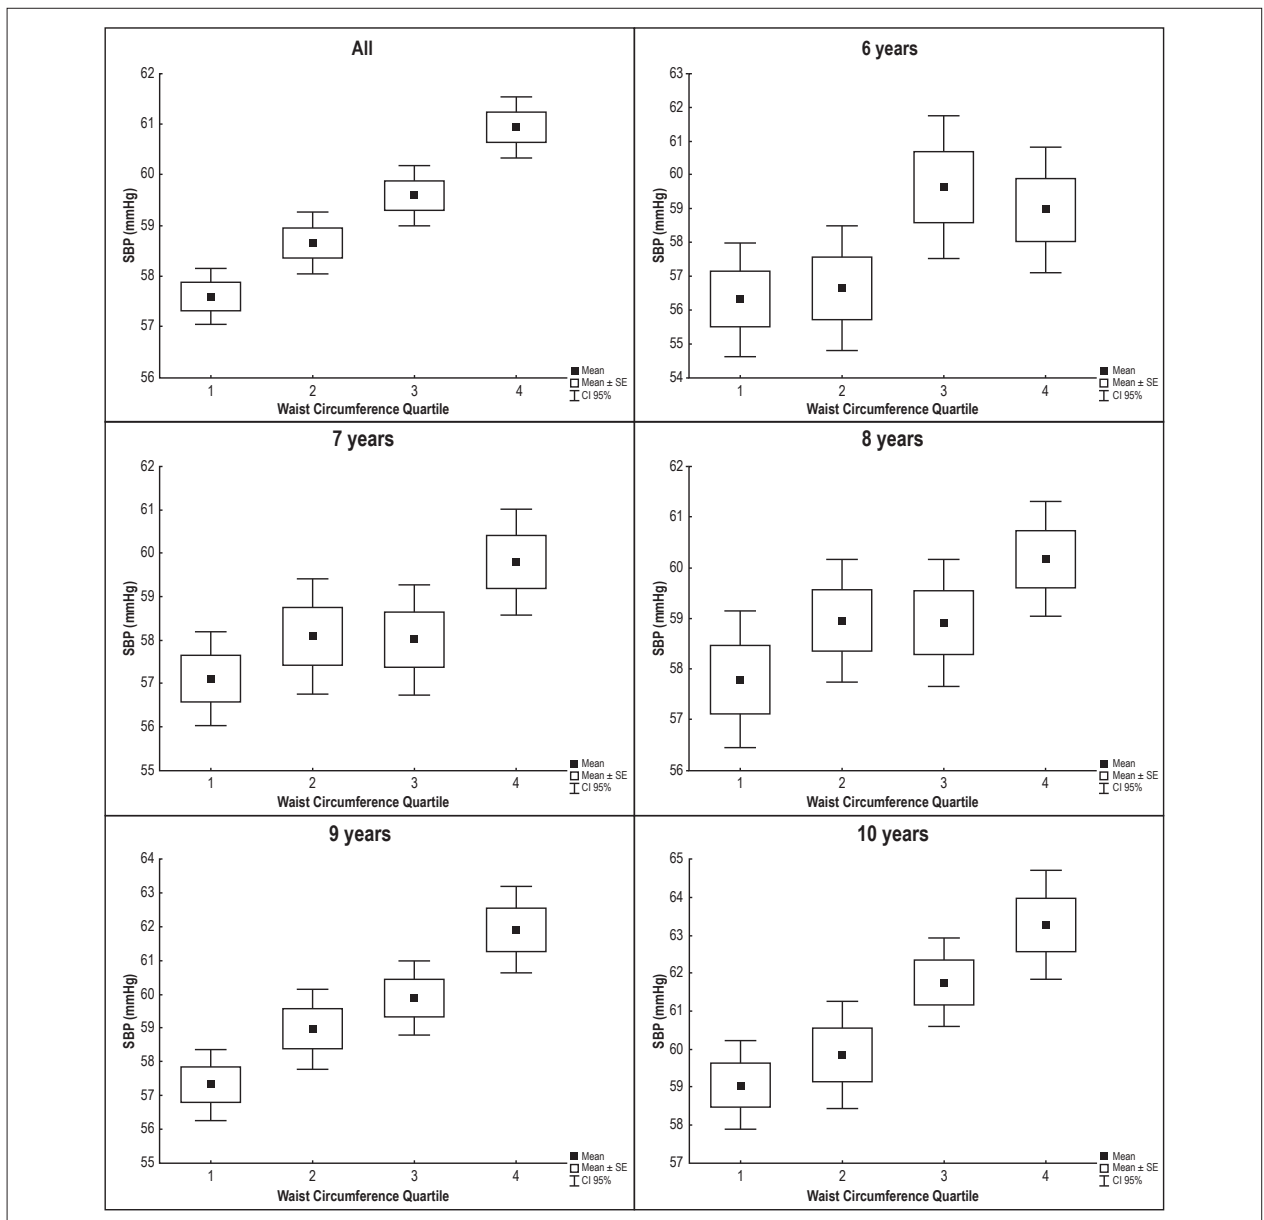 All
62
61
60
59
58
57
56
SBP (mmHg)
1 2 3 4
Waist Circumference Quartile
Mean
Mean ± SE
CI 95%
6 years
63
62
61
60
59
58
57
56
55
54
SBP (mmHg)
1 2 3 4
Waist Circumference Quartile
Mean
Mean ± SE
CI 95%
7 years
62
61
60
59
58
57
56
55
SBP (mmHg)
1 2 3 4
Waist Circumference Quartile
Mean
Mean ± SE
CI 95%
8 years
62
61
60
59
58
57
56
SBP (mmHg)
1 2 3 4
Waist Circumference Quartile
Mean
Mean ± SE
CI 95%
9 years
64
63
62
61
60
59
58
57
56
55
SBP (mmHg)
1 2 3 4
Waist Circumference Quartile
Mean
Mean ± SE
CI 95%
10 years
65
64
63
62
61
60
59
58
57
SBP (mmHg)
1 2 3 4
Waist Circumference Quartile
Mean
Mean ± SE
CI 95%